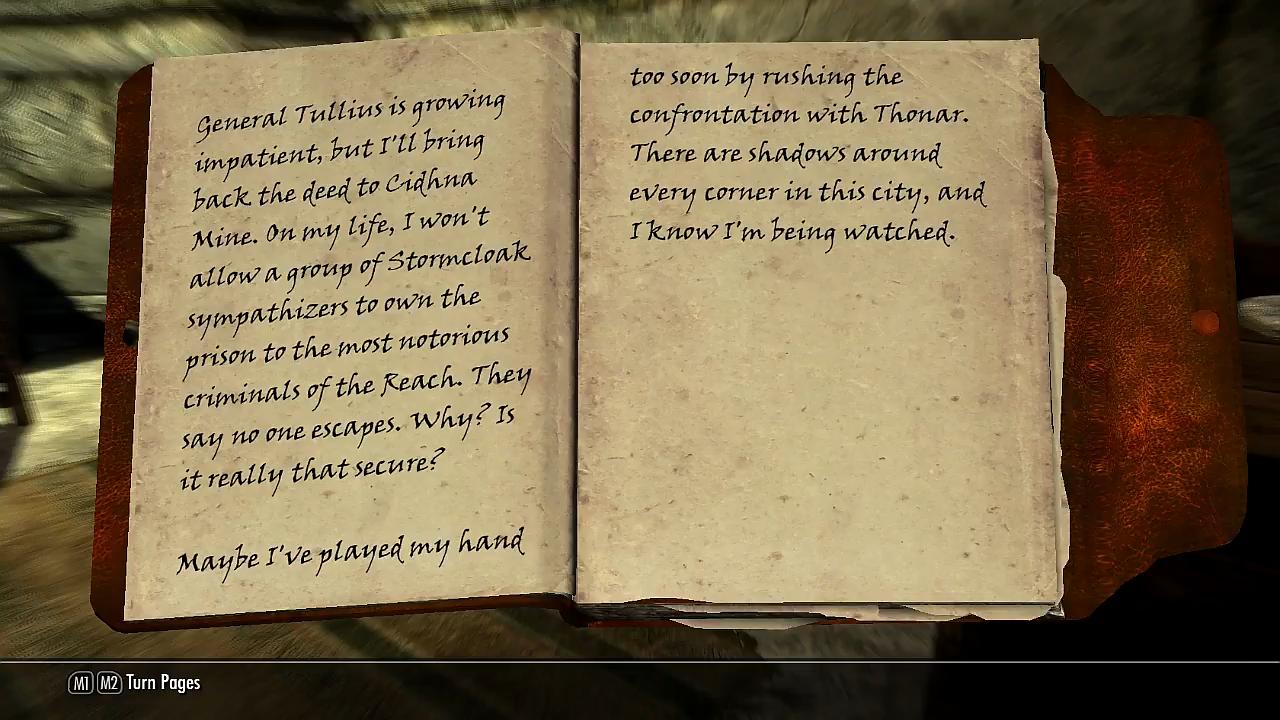 General Tullius is growing
impatient, but I'll bring
back the deed to Cidhna
Mine. On my life, I won't
allow a group of Stormcloak
sympathizers to own the
prison to the most notorious
criminals of the Reach. They
say no one escapes. Why? Is
it really that secure?
Maybe I've played my hand
too soon by rushing the
confrontation with Thonar.
There are shadows around
every corner in this city, and
I know I'm being watched.
M1 M2 Turn Pages